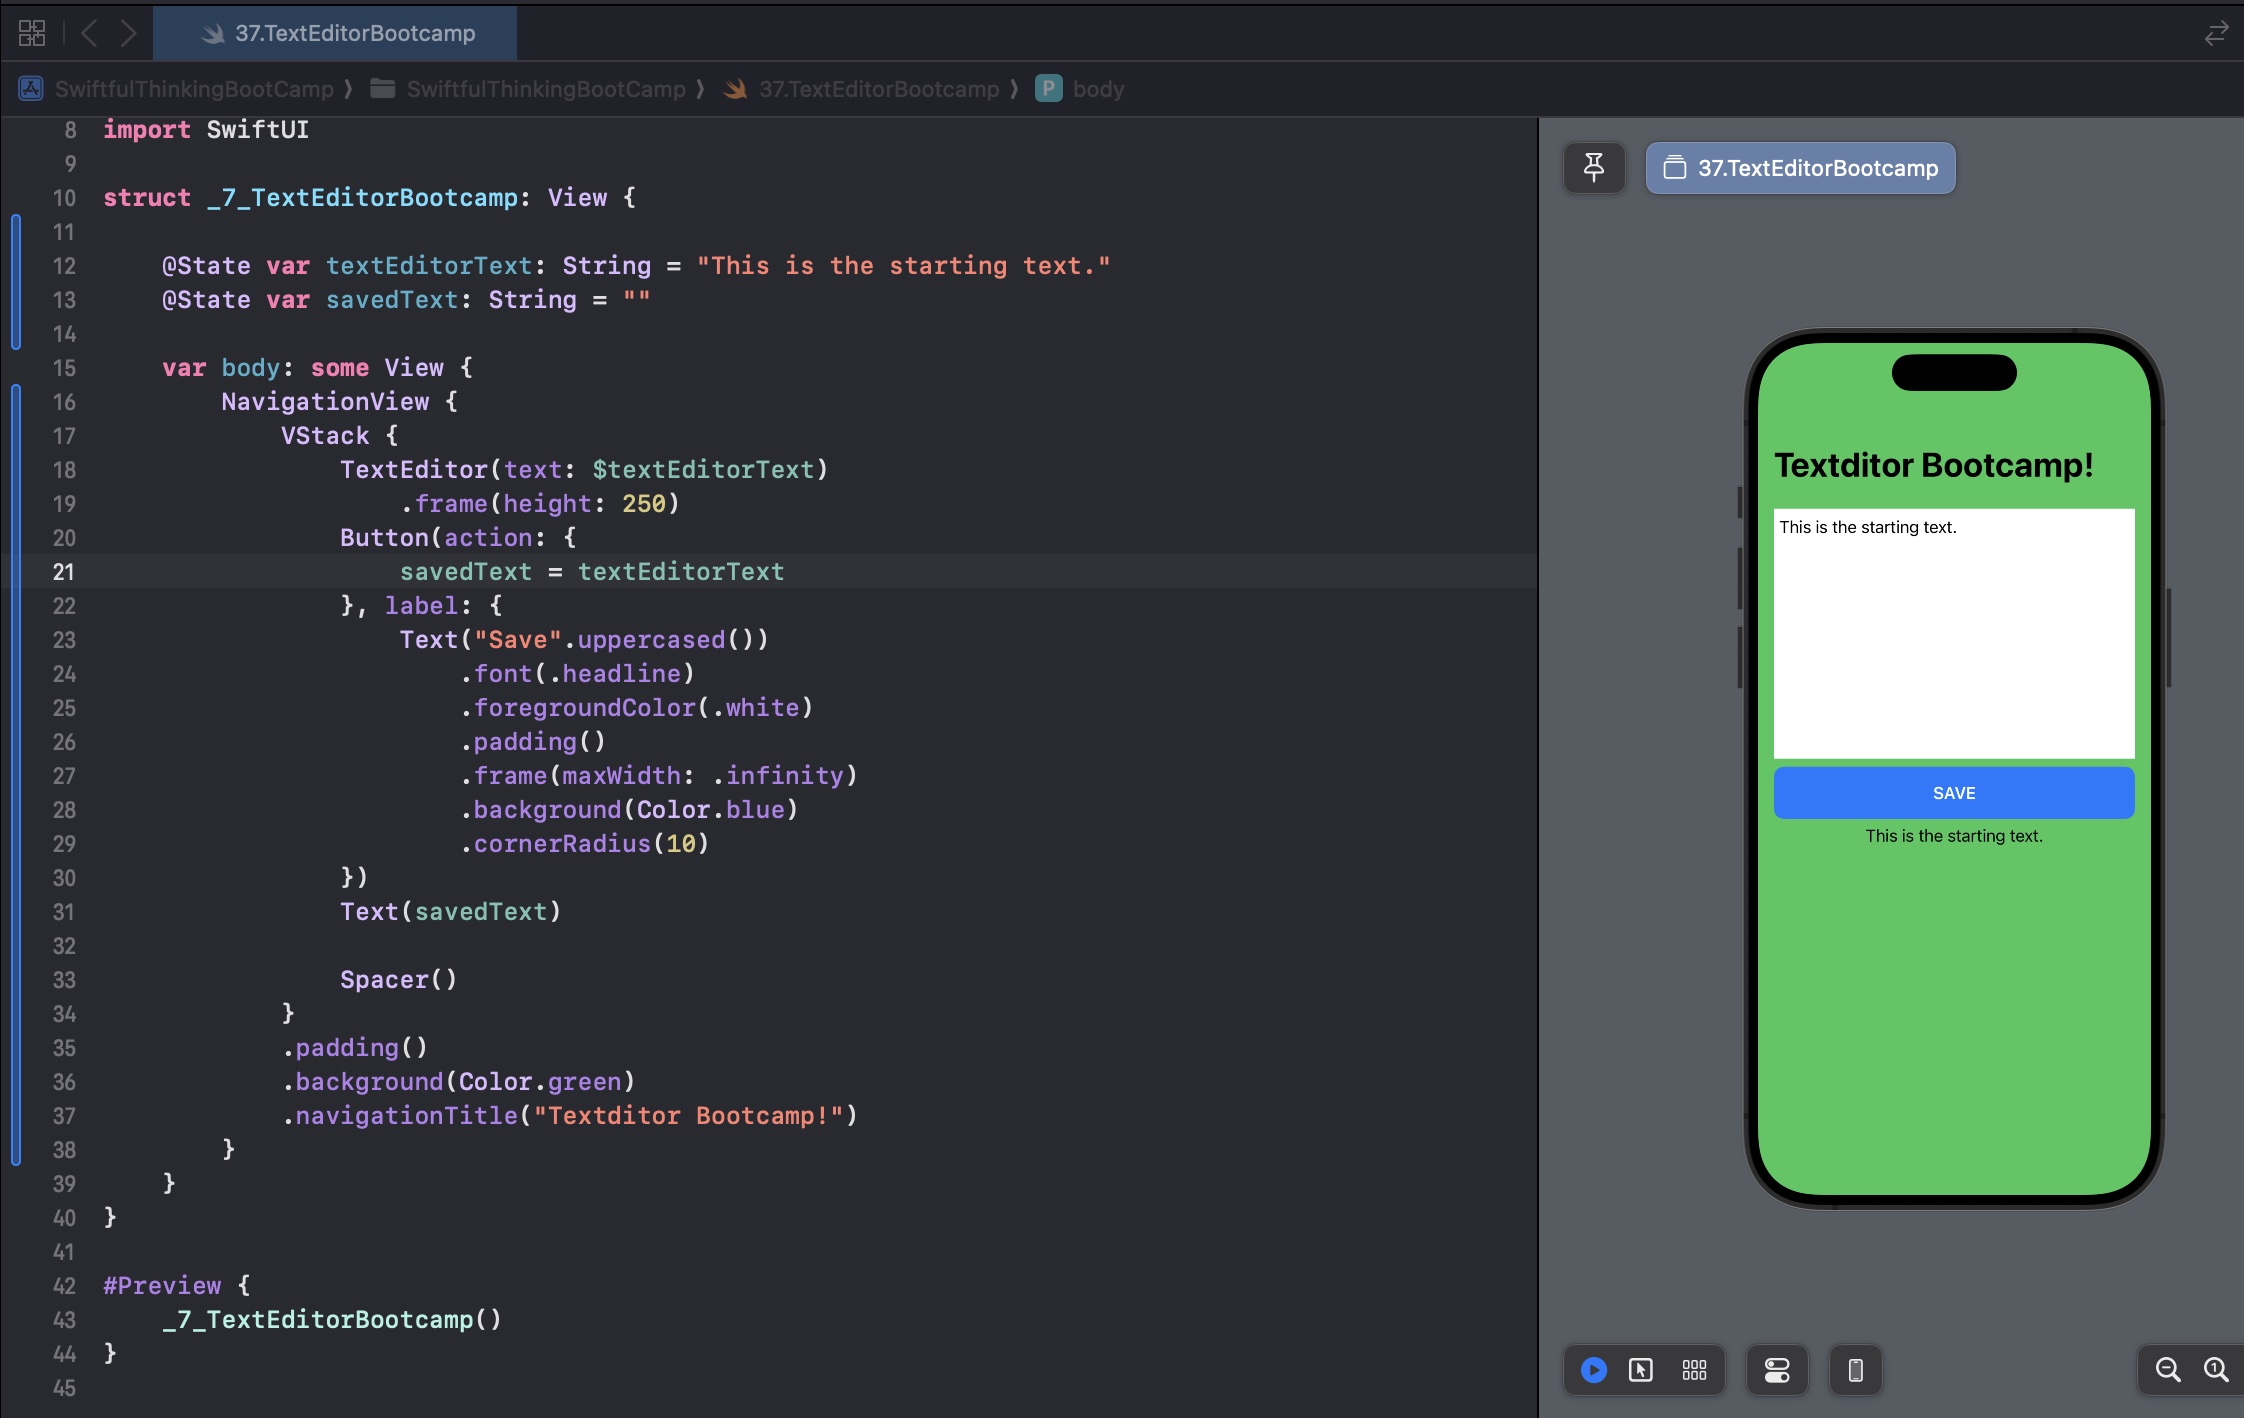 37.TextEditorBootcamp
SwiftfulThinkingBootCamp ⟩ SwiftfulThinkingBootCamp ⟩ 37.TextEditorBootcamp ⟩ P body
8 import SwiftUI
9
10 struct _7_TextEditorBootcamp: View {
11
12 @State var textEditorText: String = "This is the starting text."
13 @State var savedText: String = ""
14
15 var body: some View {
16 NavigationView {
17 VStack {
18 TextEditor(text: $textEditorText)
19 .frame(height: 250)
20 Button(action: {
21 savedText = textEditorText
22 }, label: {
23 Text("Save".uppercased())
24 .font(.headline)
25 .foregroundColor(.white)
26 .padding()
27 .frame(maxWidth: .infinity)
28 .background(Color.blue)
29 .cornerRadius(10)
30 })
31 Text(savedText)
32
33 Spacer()
34 }
35 .padding()
36 .background(Color.green)
37 .navigationTitle("Textditor Bootcamp!")
38 }
39 }
40 }
41
42 #Preview {
43 _7_TextEditorBootcamp()
44 }
45
37.TextEditorBootcamp
Textditor Bootcamp!
This is the starting text.
SAVE
This is the starting text.